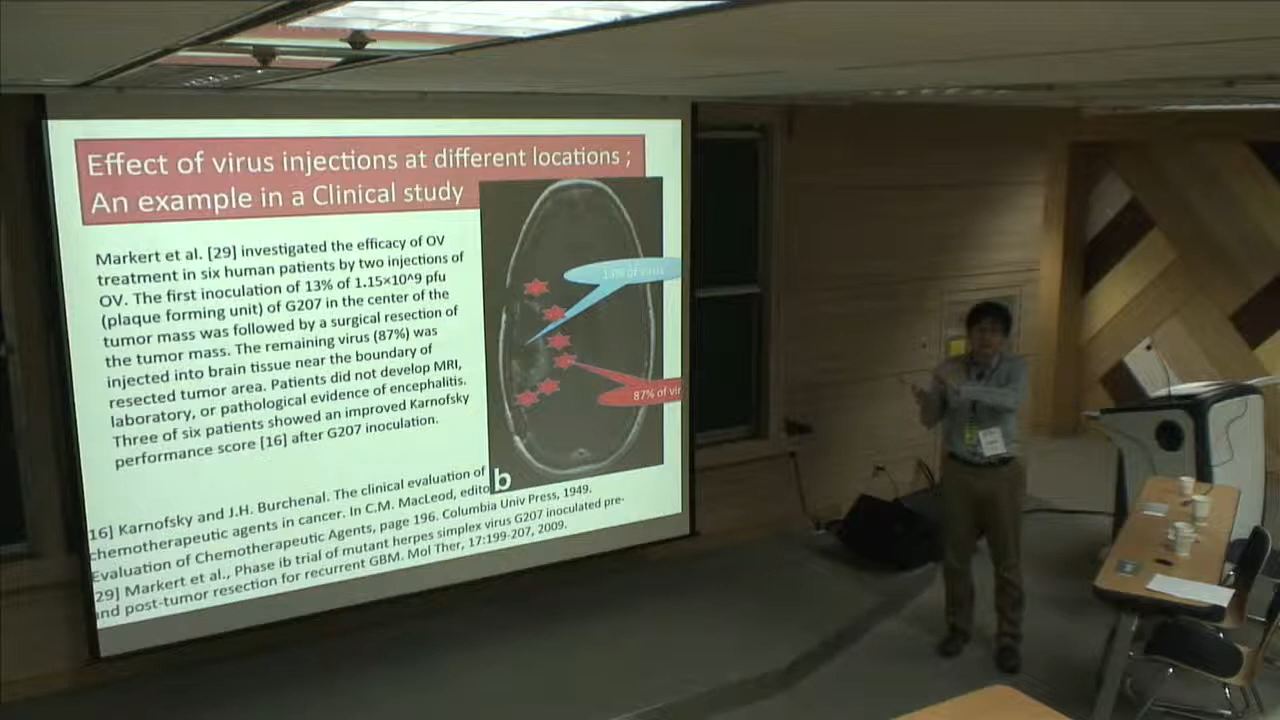 Effect of virus injections at different locations ;
An example in a Clinical study
Markert et al. [29] investigated the efficacy of OV
treatment in six human patients by two injections of
OV. The first inoculation of 13% of 1.15×10^9 pfu
(plaque forming unit) of G207 in the center of the
tumor mass was followed by a surgical resection of
the tumor mass. The remaining virus (87%) was
injected into brain tissue near the boundary of
resected tumor area. Patients did not develop MRI,
laboratory, or pathological evidence of encephalitis.
Three of six patients showed an improved Karnofsky
performance score [16] after G207 inoculation.
13% of virus
87% of vir
b
16] Karnofsky and J.H. Burchenal. The clinical evaluation of
chemotherapeutic agents in cancer. In C.M. MacLeod, edito
Evaluation of Chemotherapeutic Agents, page 196. Columbia Univ Press, 1949.
29] Markert et al., Phase ib trial of mutant herpes simplex virus G207 inoculated pre-
and post-tumor resection for recurrent GBM. Mol Ther, 17:199-207, 2009.